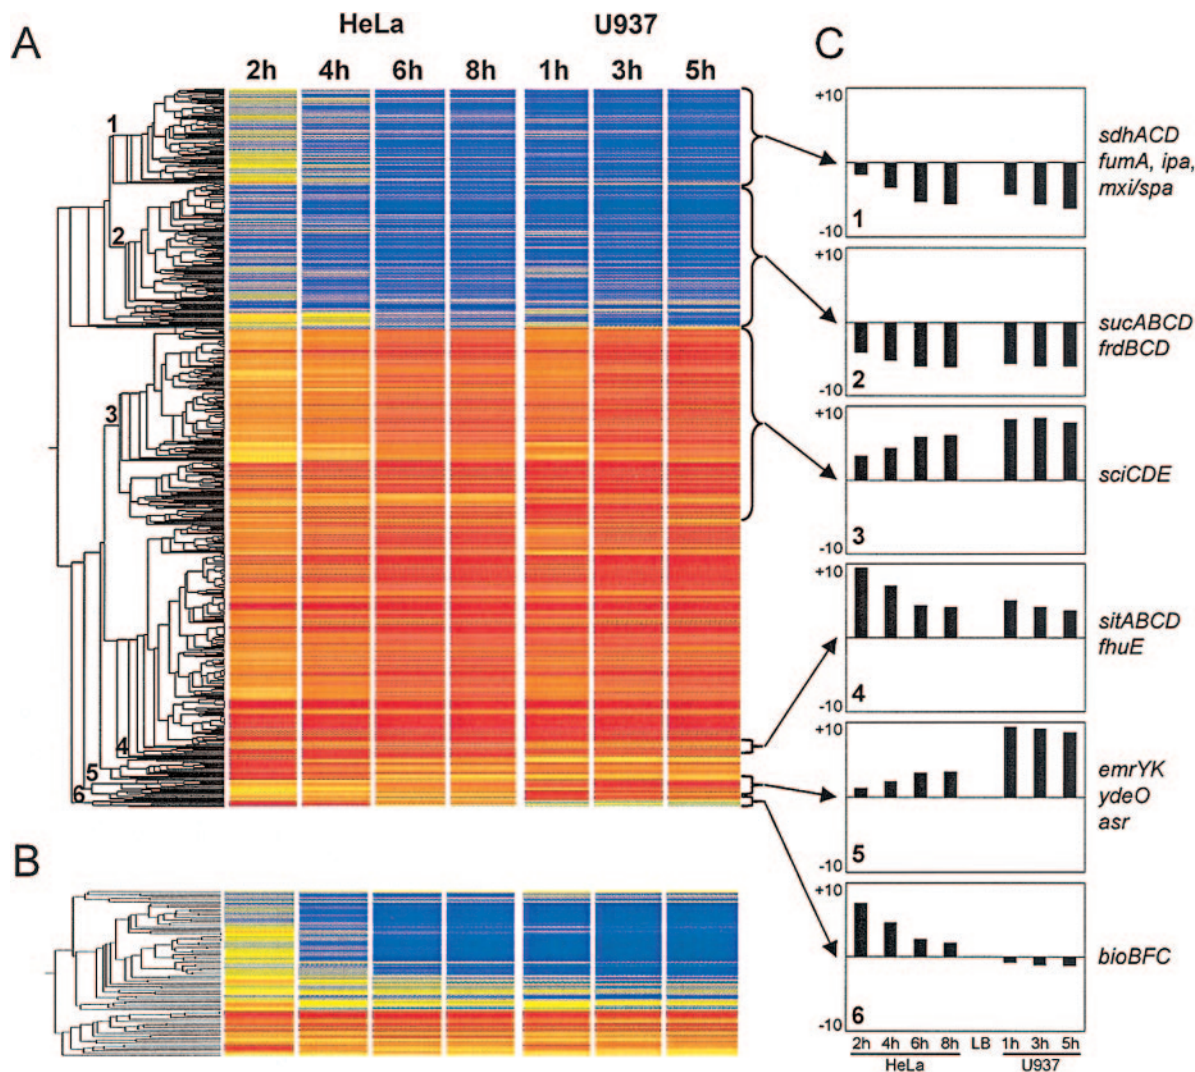 A
HeLa
U937
C
2h 4h 6h 8h 1h 3h 5h
1
2
3
4
5
6
+10
-10
1
sdhACD
fumA, ipa,
mxi/spa
+10
-10
2
sucABCD
frdBCD
+10
-10
3
sciCDE
+10
-10
4
sitABCD
fhuE
+10
-10
5
emrYK
ydeO
asr
+10
-10
6
bioBFC
2h 4h 6h 8h LB 1h 3h 5h
HeLa U937
B